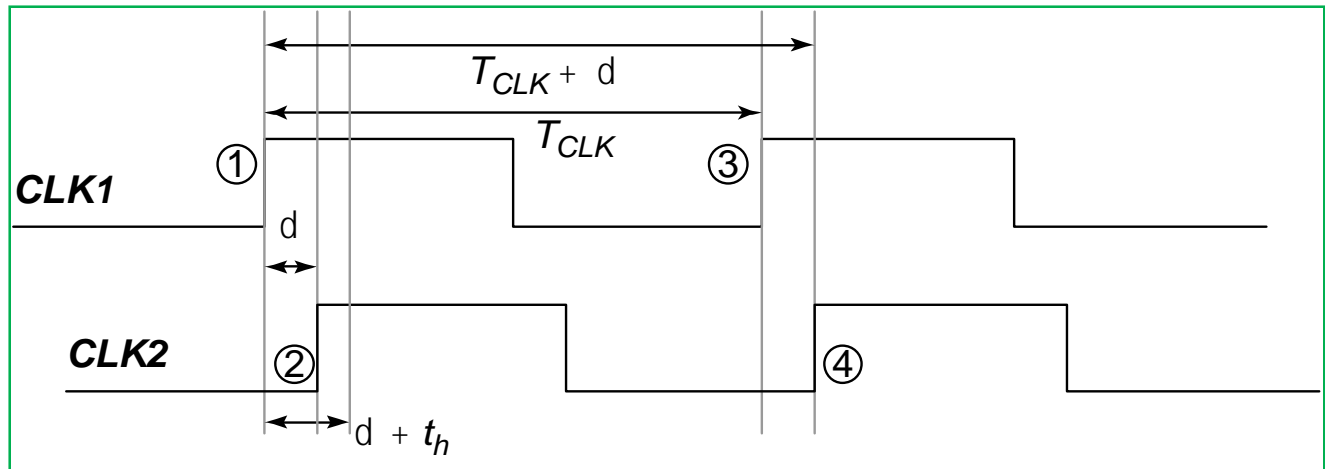 T_CLK + d
T_CLK
① ③
CLK1
d
CLK2 ② ④
d + t_h